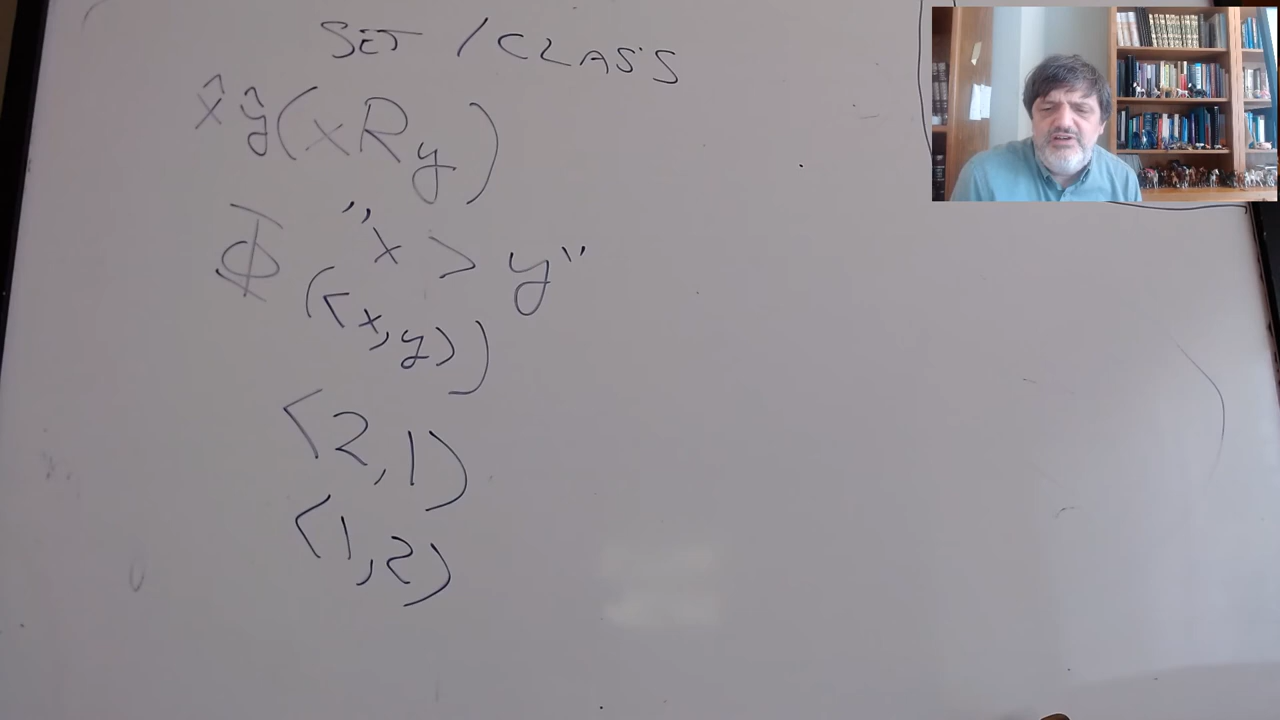 SET / CLASS
x̂ŷ(xRy)
Φ "x > y"
(<x,y>)
<2,1>
<1,2>